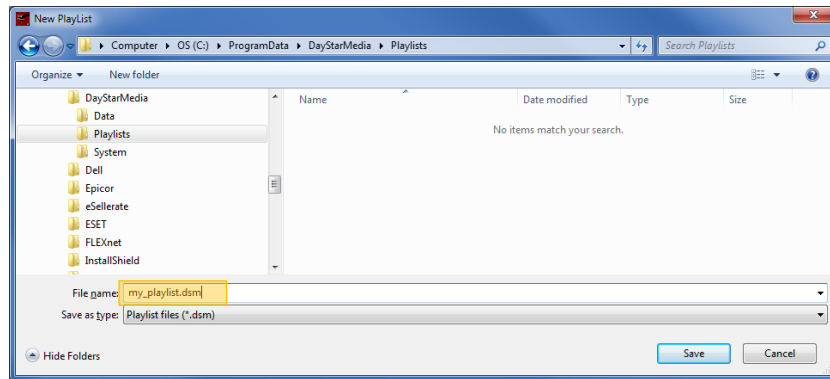 New PlayList
Computer OS (C:) ProgramData DayStarMedia Playlists Search Playlists
Organize New folder
DayStarMedia Name Date modified Type Size
Data
Playlists No items match your search.
System
Dell
Epicor
eSellerate
ESET
FLEXnet
InstallShield
File name: my_playlist.dsm
Save as type: Playlist files (*.dsm)
Hide Folders Save Cancel